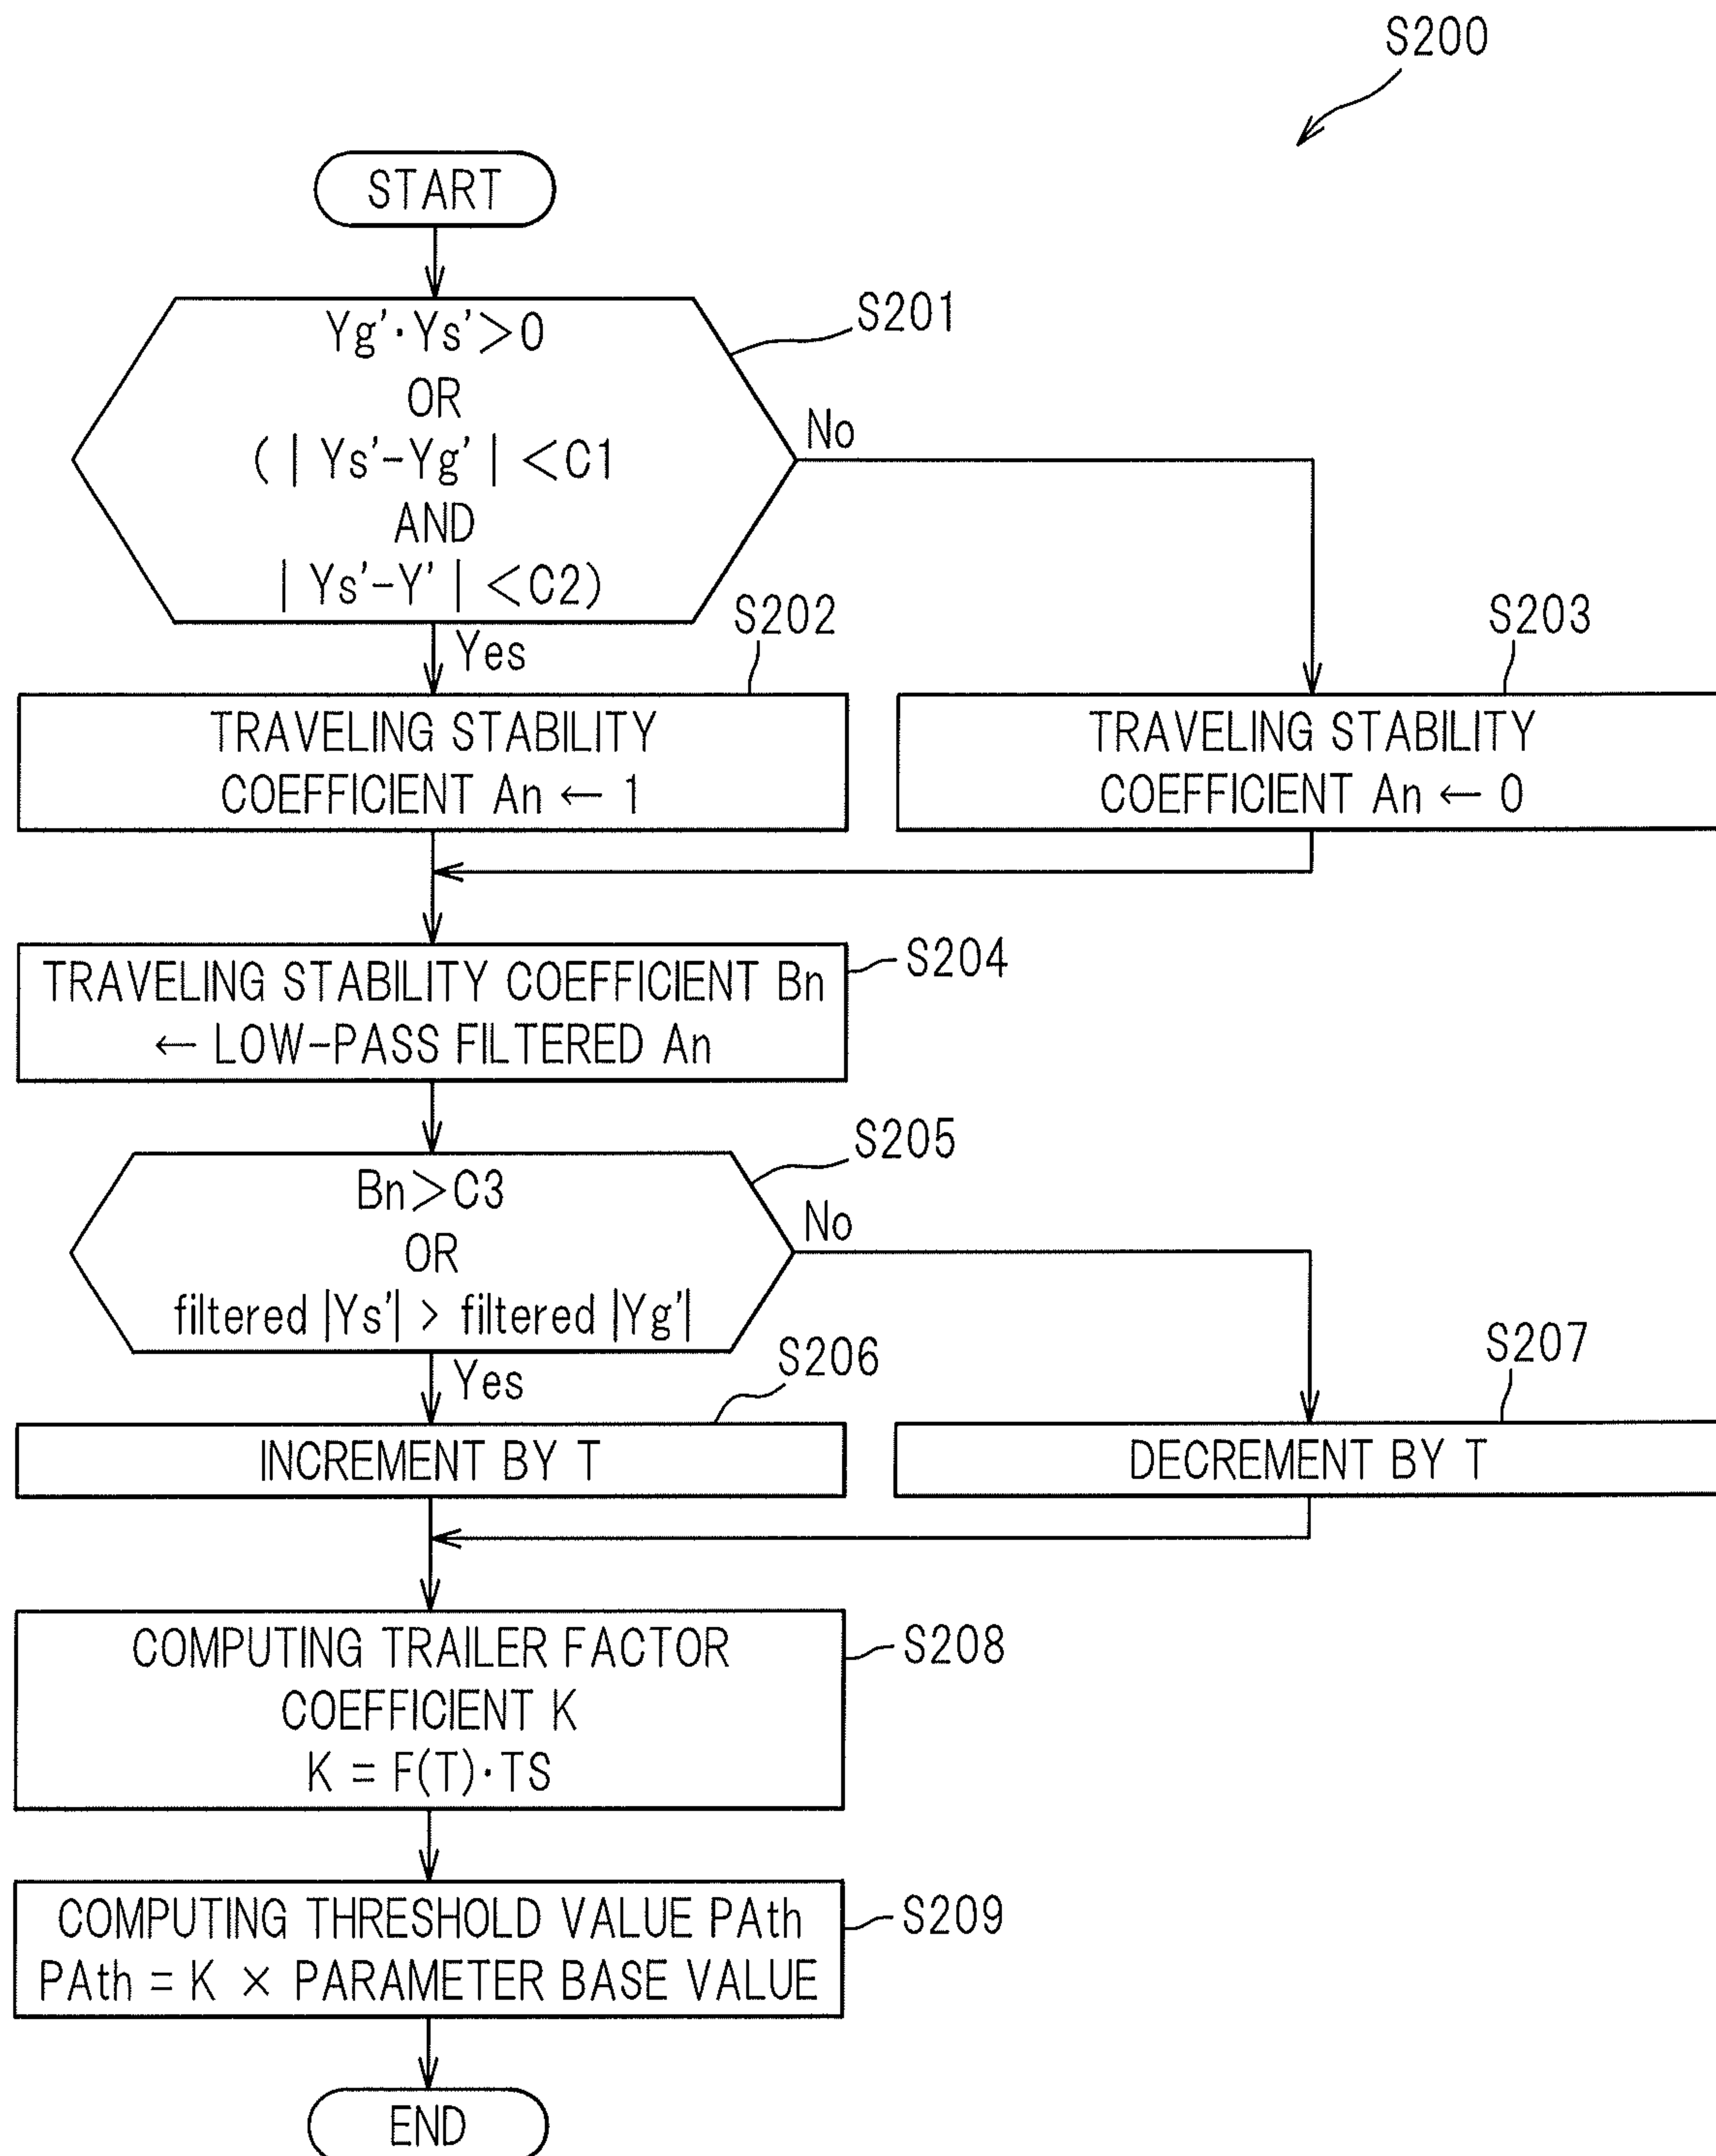 S200
START
S201
Yg'·Ys'>0
OR
(|Ys'-Yg'|<C1
AND
|Ys'-Y'|<C2)
No
Yes
S202
S203
TRAVELING STABILITY
COEFFICIENT An ← 1
TRAVELING STABILITY
COEFFICIENT An ← 0
S204
TRAVELING STABILITY COEFFICIENT Bn
← LOW-PASS FILTERED An
S205
Bn>C3
OR
filtered |Ys'| > filtered |Yg'|
No
Yes
S206
S207
INCREMENT BY T
DECREMENT BY T
S208
COMPUTING TRAILER FACTOR
COEFFICIENT K
K = F(T)·TS
S209
COMPUTING THRESHOLD VALUE PAth
PAth = K × PARAMETER BASE VALUE
END